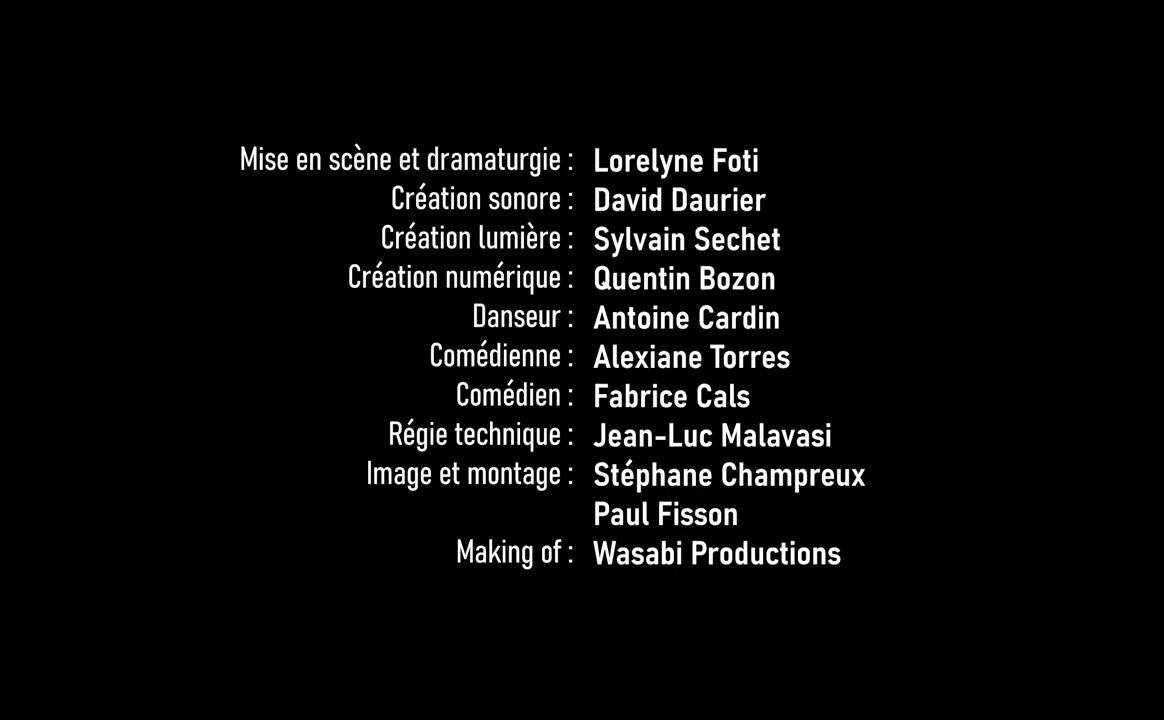 Mise en scène et dramaturgie : Lorelyne Foti
Création sonore : David Daurier
Création lumière : Sylvain Sechet
Création numérique : Quentin Bozon
Danseur : Antoine Cardin
Comédienne : Alexiane Torres
Comédien : Fabrice Cals
Régie technique : Jean-Luc Malavasi
Image et montage : Stéphane Champreux
Paul Fisson
Making of : Wasabi Productions